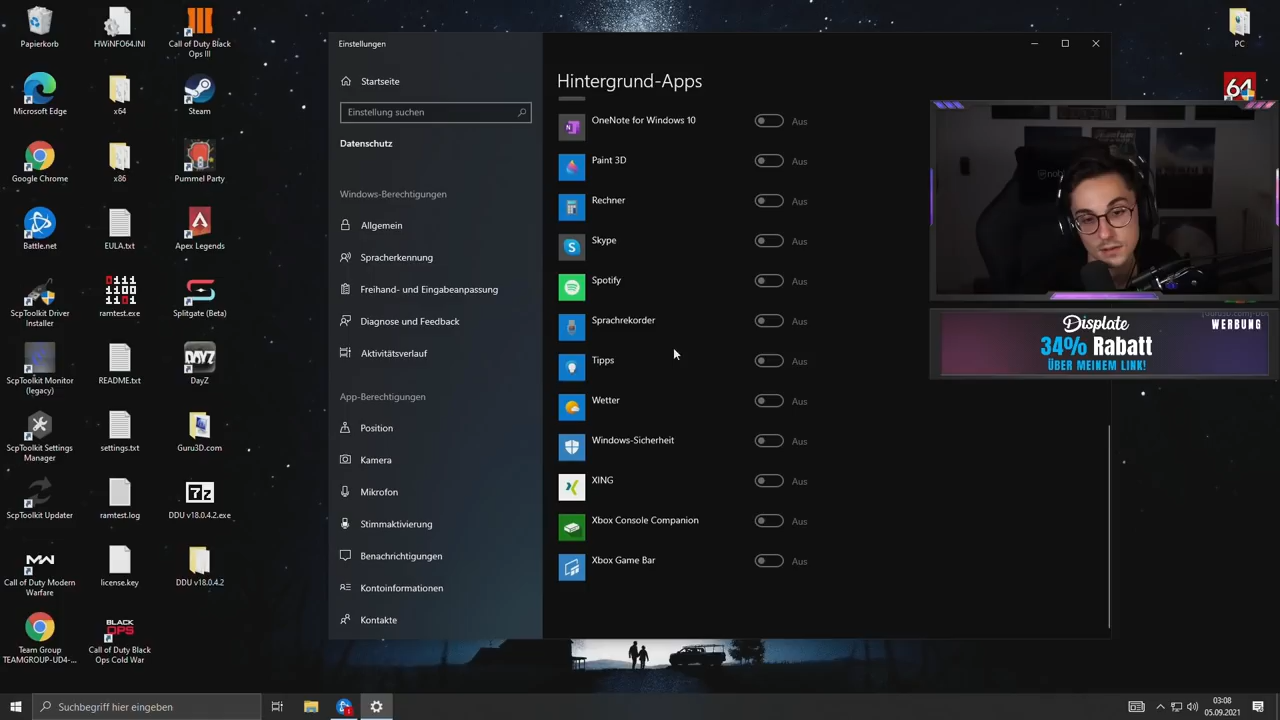 Papierkorb
HWiNFO64.INI
Call of Duty Black
Ops III
Microsoft Edge
x64
Steam
Google Chrome
x86
Pummel Party
Battle.net
EULA.txt
Apex Legends
ScpToolkit Driver
Installer
ramtest.exe
Splitgate (Beta)
ScpToolkit Monitor
(legacy)
README.txt
DayZ
ScpToolkit Settings
Manager
settings.txt
Guru3D.com
ScpToolkit Updater
ramtest.log
DDU v18.0.4.2.exe
Call of Duty Modern
Warfare
license.key
DDU v18.0.4.2
Team Group
TEAMGROUP-UD4-...
Call of Duty Black
Ops Cold War
Einstellungen
Startseite
Einstellung suchen
Datenschutz
Windows-Berechtigungen
Allgemein
Spracherkennung
Freihand- und Eingabeanpassung
Diagnose und Feedback
Aktivitätsverlauf
App-Berechtigungen
Position
Kamera
Mikrofon
Stimmaktivierung
Benachrichtigungen
Kontoinformationen
Kontakte
Hintergrund-Apps
OneNote for Windows 10 Aus
Paint 3D Aus
Rechner Aus
Skype Aus
Spotify Aus
Sprachrekorder Aus
Tipps Aus
Wetter Aus
Windows-Sicherheit Aus
XING Aus
Xbox Console Companion Aus
Xbox Game Bar Aus
PC
64
Displate
WERBUNG
34% Rabatt
ÜBER MEINEM LINK!
BLACK
OPS
MW
DAYZ
7z
Suchbegriff hier eingeben
1
03:08
05.09.2021